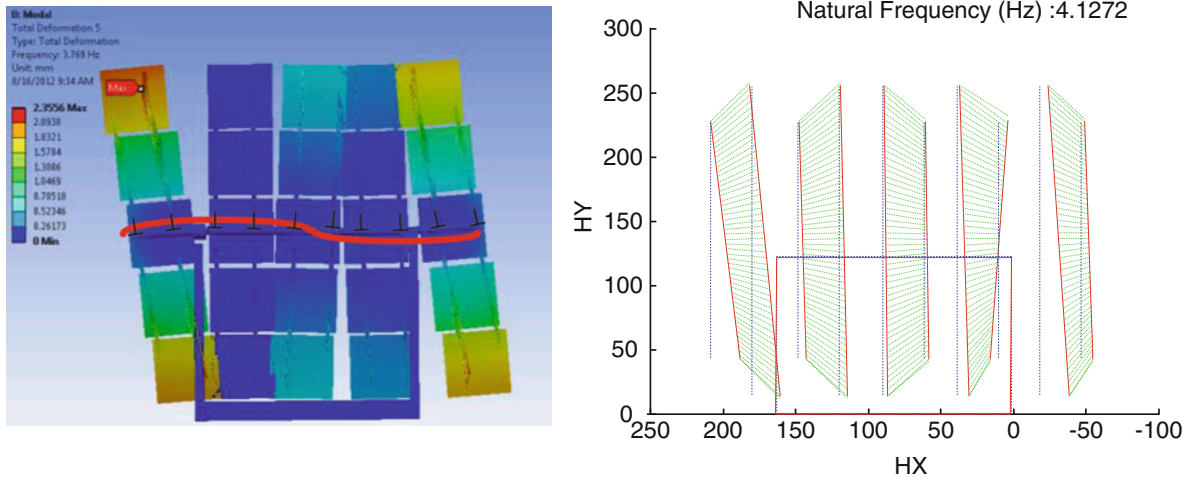 B: Modal
Total Deformation 5
Type: Total Deformation
Frequency: 3.769 Hz
Unit: mm
8/16/2012 9:34 AM
2.3556 Max
2.0938
1.8321
1.5704
1.3086
1.0469
0.78518
0.52346
0.26173
0 Min
Max
Natural Frequency (Hz) :4.1272
300
250
200
150
100
50
0
HY
250
200
150
100
50
0
-50
-100
HX